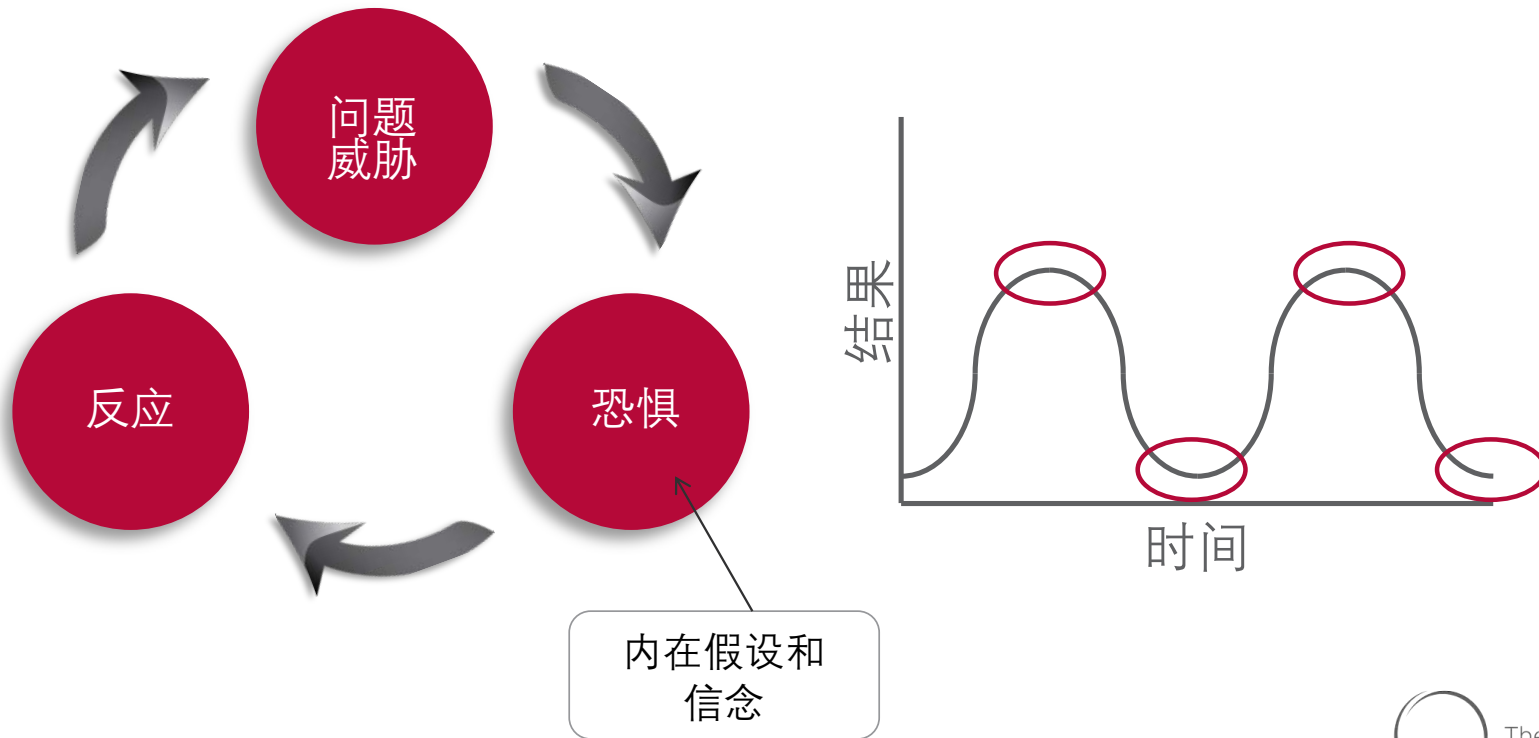 问题
威胁
反应
恐惧
内在假设和
信念
结果
时间
The